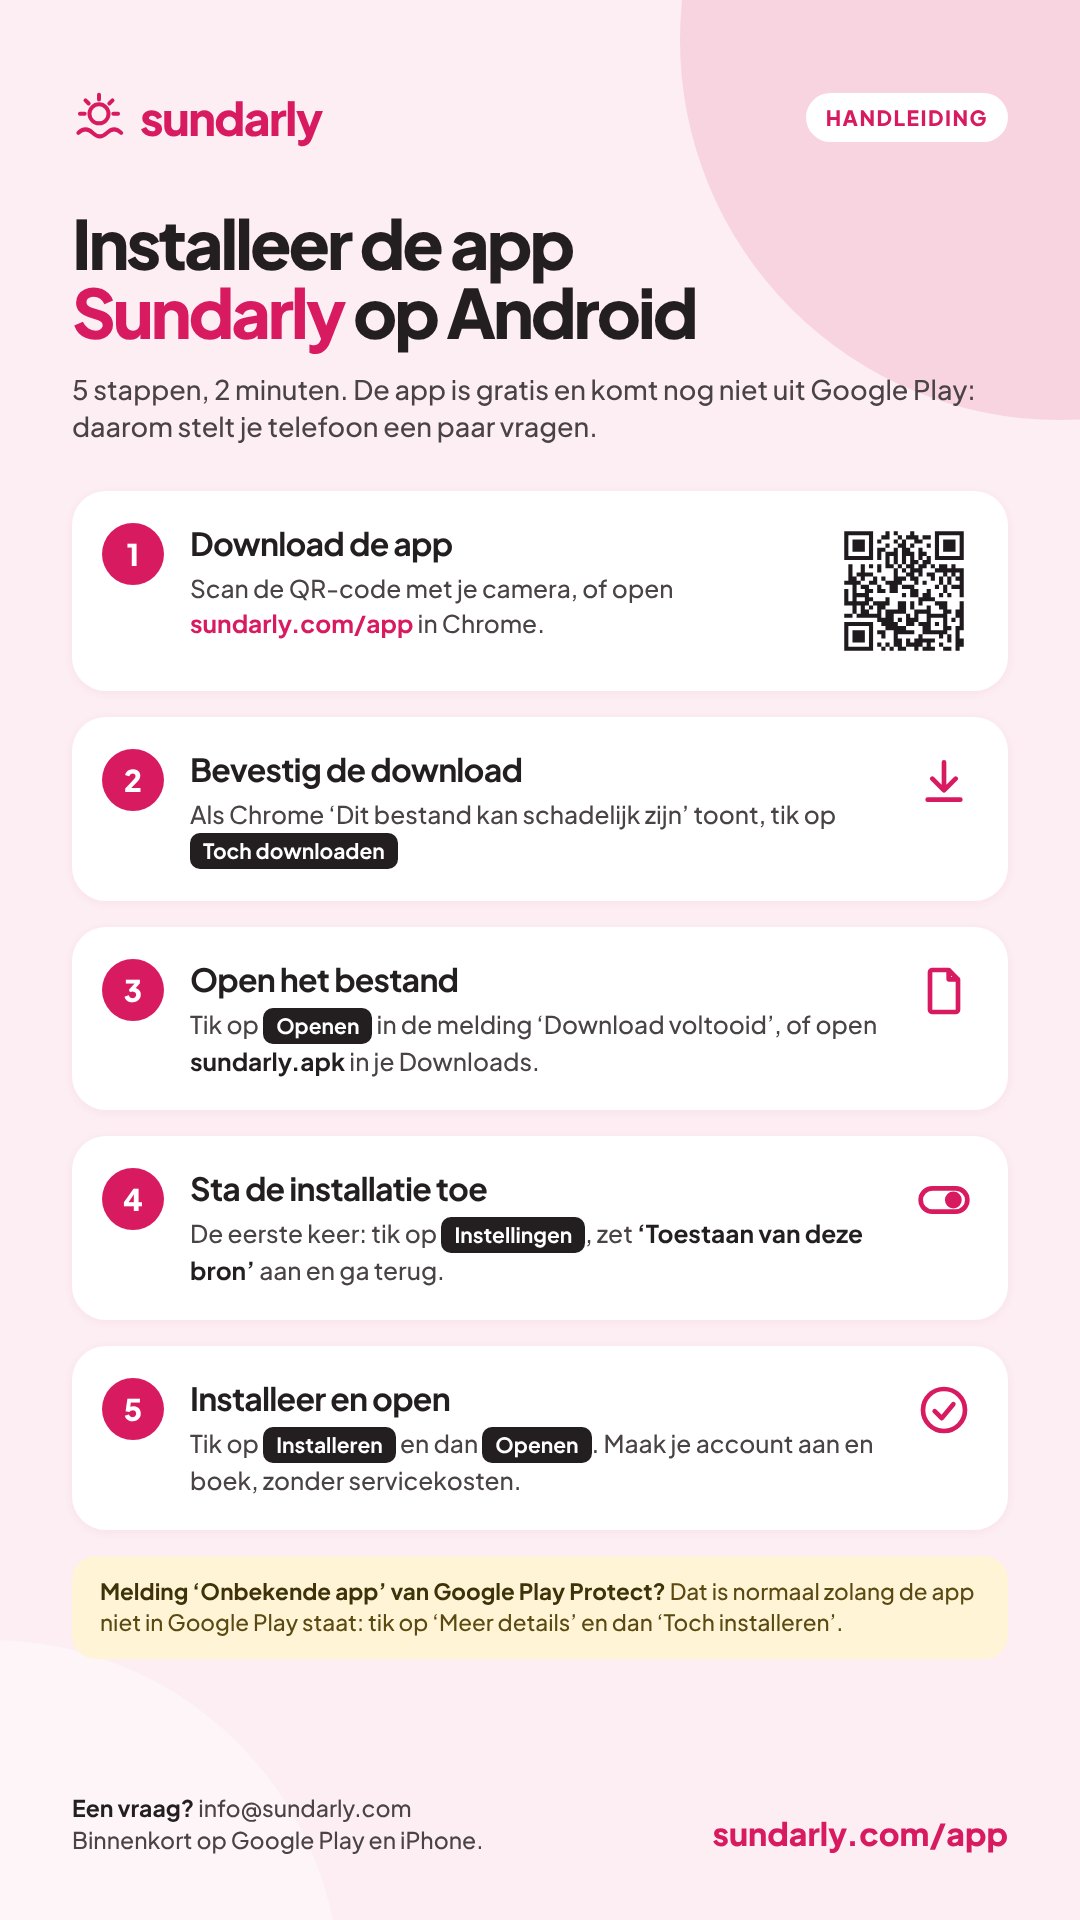 sundarly
HANDLEIDING
Installeer de app
Sundarly op Android
5 stappen, 2 minuten. De app is gratis en komt nog niet uit Google Play:
daarom stelt je telefoon een paar vragen.
1
Download de app
Scan de QR-code met je camera, of open
sundarly.com/app in Chrome.
2
Bevestig de download
Als Chrome ‘Dit bestand kan schadelijk zijn’ toont, tik op
Toch downloaden
3
Open het bestand
Tik op Openen in de melding ‘Download voltooid’, of open
sundarly.apk in je Downloads.
4
Sta de installatie toe
De eerste keer: tik op Instellingen, zet ‘Toestaan van deze
bron’ aan en ga terug.
5
Installeer en open
Tik op Installeren en dan Openen. Maak je account aan en
boek, zonder servicekosten.
Melding ‘Onbekende app’ van Google Play Protect? Dat is normaal zolang de app
niet in Google Play staat: tik op ‘Meer details’ en dan ‘Toch installeren’.
Een vraag? info@sundarly.com
Binnenkort op Google Play en iPhone.
sundarly.com/app